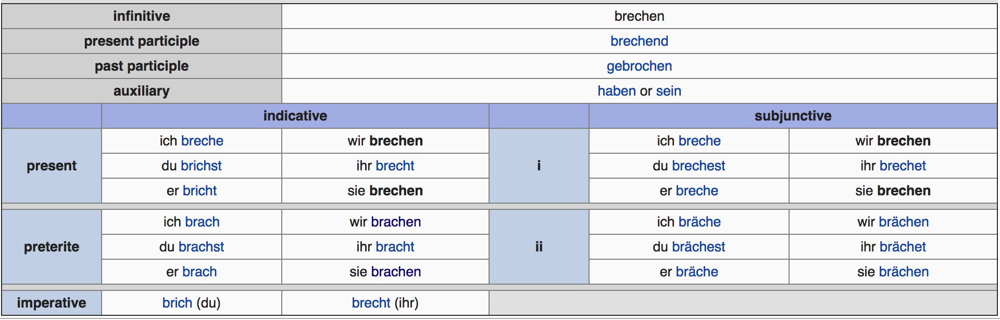 infinitive brechen
present participle brechend
past participle gebrochen
auxiliary haben or sein
indicative subjunctive
ich breche wir brechen ich breche wir brechen
present du brichst ihr brecht i du brechest ihr brechet
er bricht sie brechen er breche sie brechen
ich brach wir brachen ich bräche wir brächen
preterite du brachst ihr bracht ii du brächest ihr brächet
er brach sie brachen er bräche sie brächen
imperative brich (du) brecht (ihr)